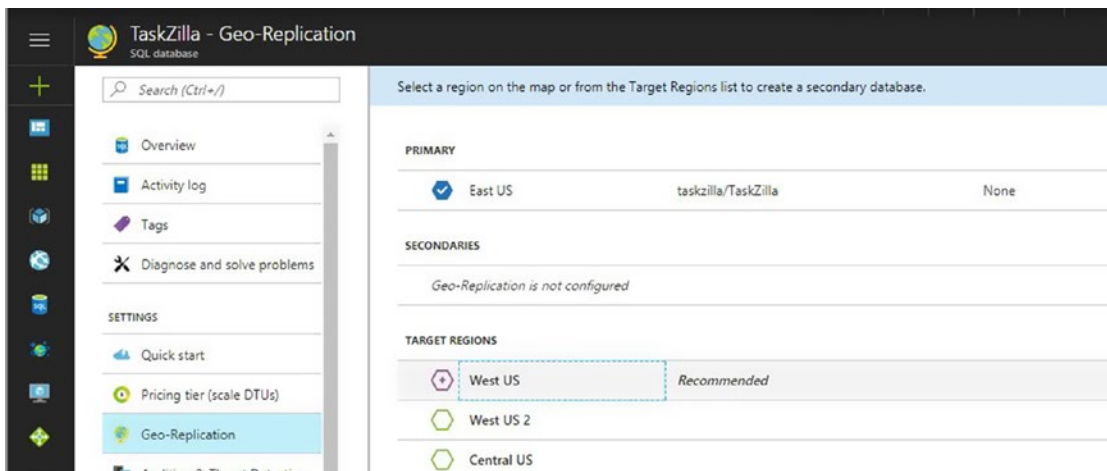 TaskZilla - Geo-Replication
SQL database
Search (Ctrl+/)
Overview
Activity log
Tags
Diagnose and solve problems
SETTINGS
Quick start
Pricing tier (scale DTUs)
Geo-Replication
Select a region on the map or from the Target Regions list to create a secondary database.
PRIMARY
East US taskzilla/TaskZilla None
SECONDARIES
Geo-Replication is not configured
TARGET REGIONS
West US Recommended
West US 2
Central US